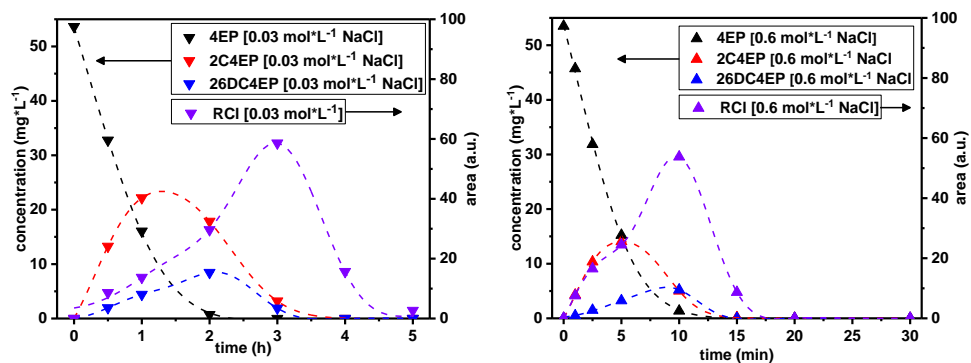 4EP [0.03 mol*L-1 NaCl]
2C4EP [0.03 mol*L-1 NaCl]
26DC4EP [0.03 mol*L-1 NaCl]
RCl [0.03 mol*L-1]
concentration (mg*L-1)
50
40
30
20
10
0
100
80
60
40
20
0
area (a.u.)
0 1 2 3 4 5
time (h)
4EP [0.6 mol*L-1 NaCl]
2C4EP [0.6 mol*L-1 NaCl
26DC4EP [0.6 mol*L-1 NaCl]
RCl [0.6 mol*L-1 NaCl]
concentration (mg*L-1)
50
40
30
20
10
0
100
80
60
40
20
0
area (a.u.)
0 5 10 15 20 25 30
time (min)